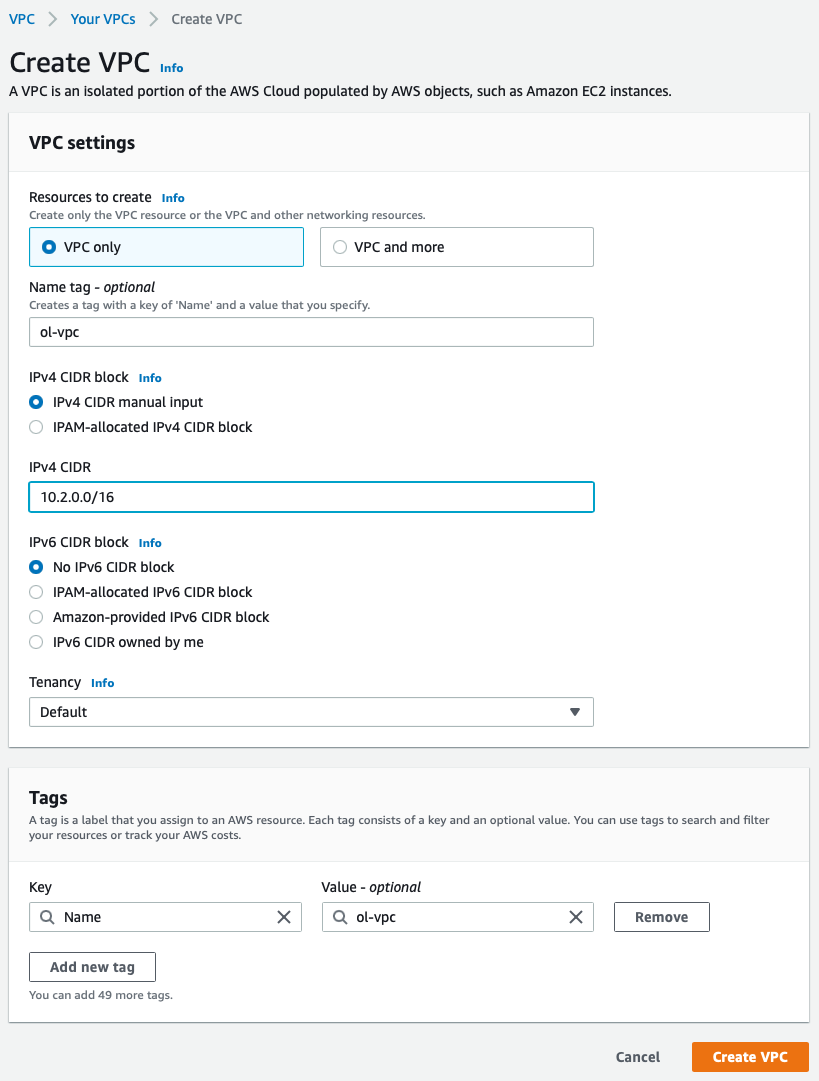 VPC > Your VPCs > Create VPC
Create VPC Info
A VPC is an isolated portion of the AWS Cloud populated by AWS objects, such as Amazon EC2 instances.
VPC settings
Resources to create Info
Create only the VPC resource or the VPC and other networking resources.
VPC only
VPC and more
Name tag - optional
Creates a tag with a key of 'Name' and a value that you specify.
ol-vpc
IPv4 CIDR block Info
IPv4 CIDR manual input
IPAM-allocated IPv4 CIDR block
IPv4 CIDR
10.2.0.0/16
IPv6 CIDR block Info
No IPv6 CIDR block
IPAM-allocated IPv6 CIDR block
Amazon-provided IPv6 CIDR block
IPv6 CIDR owned by me
Tenancy Info
Default
Tags
A tag is a label that you assign to an AWS resource. Each tag consists of a key and an optional value. You can use tags to search and filter
your resources or track your AWS costs.
Key
Value - optional
Name
ol-vpc
Remove
Add new tag
You can add 49 more tags.
Cancel
Create VPC